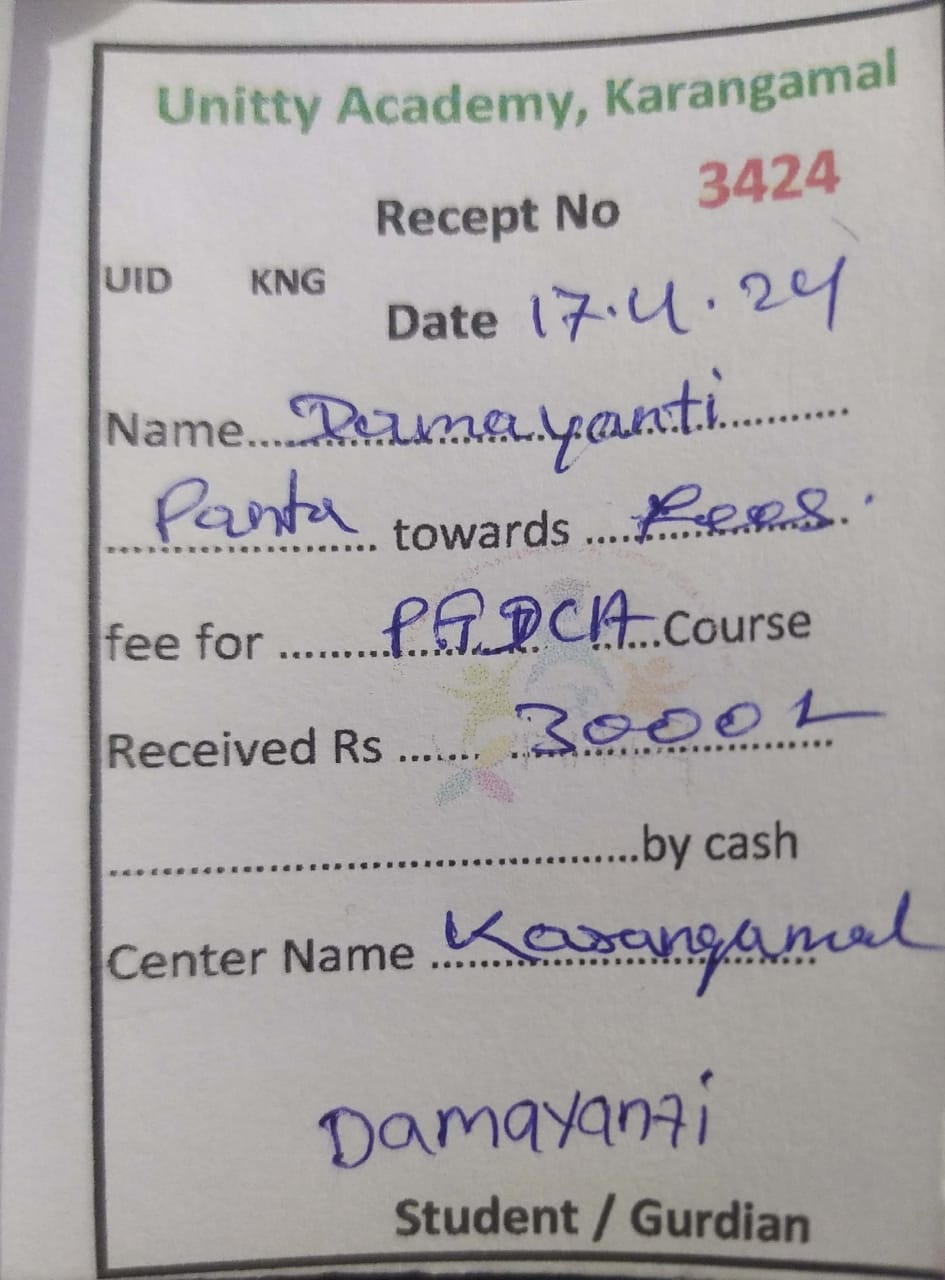 Unitty Academy, Karangamal
Recept No 3424
UID KNG
Date 17.4.24
Name.....Damayanti..........
Panta towards ....Fees.
fee for ..........PGDCA...Course
Received Rs ....... 3000/-
........................................by cash
Center Name Karangamal
Damayanti
Student / Gurdian